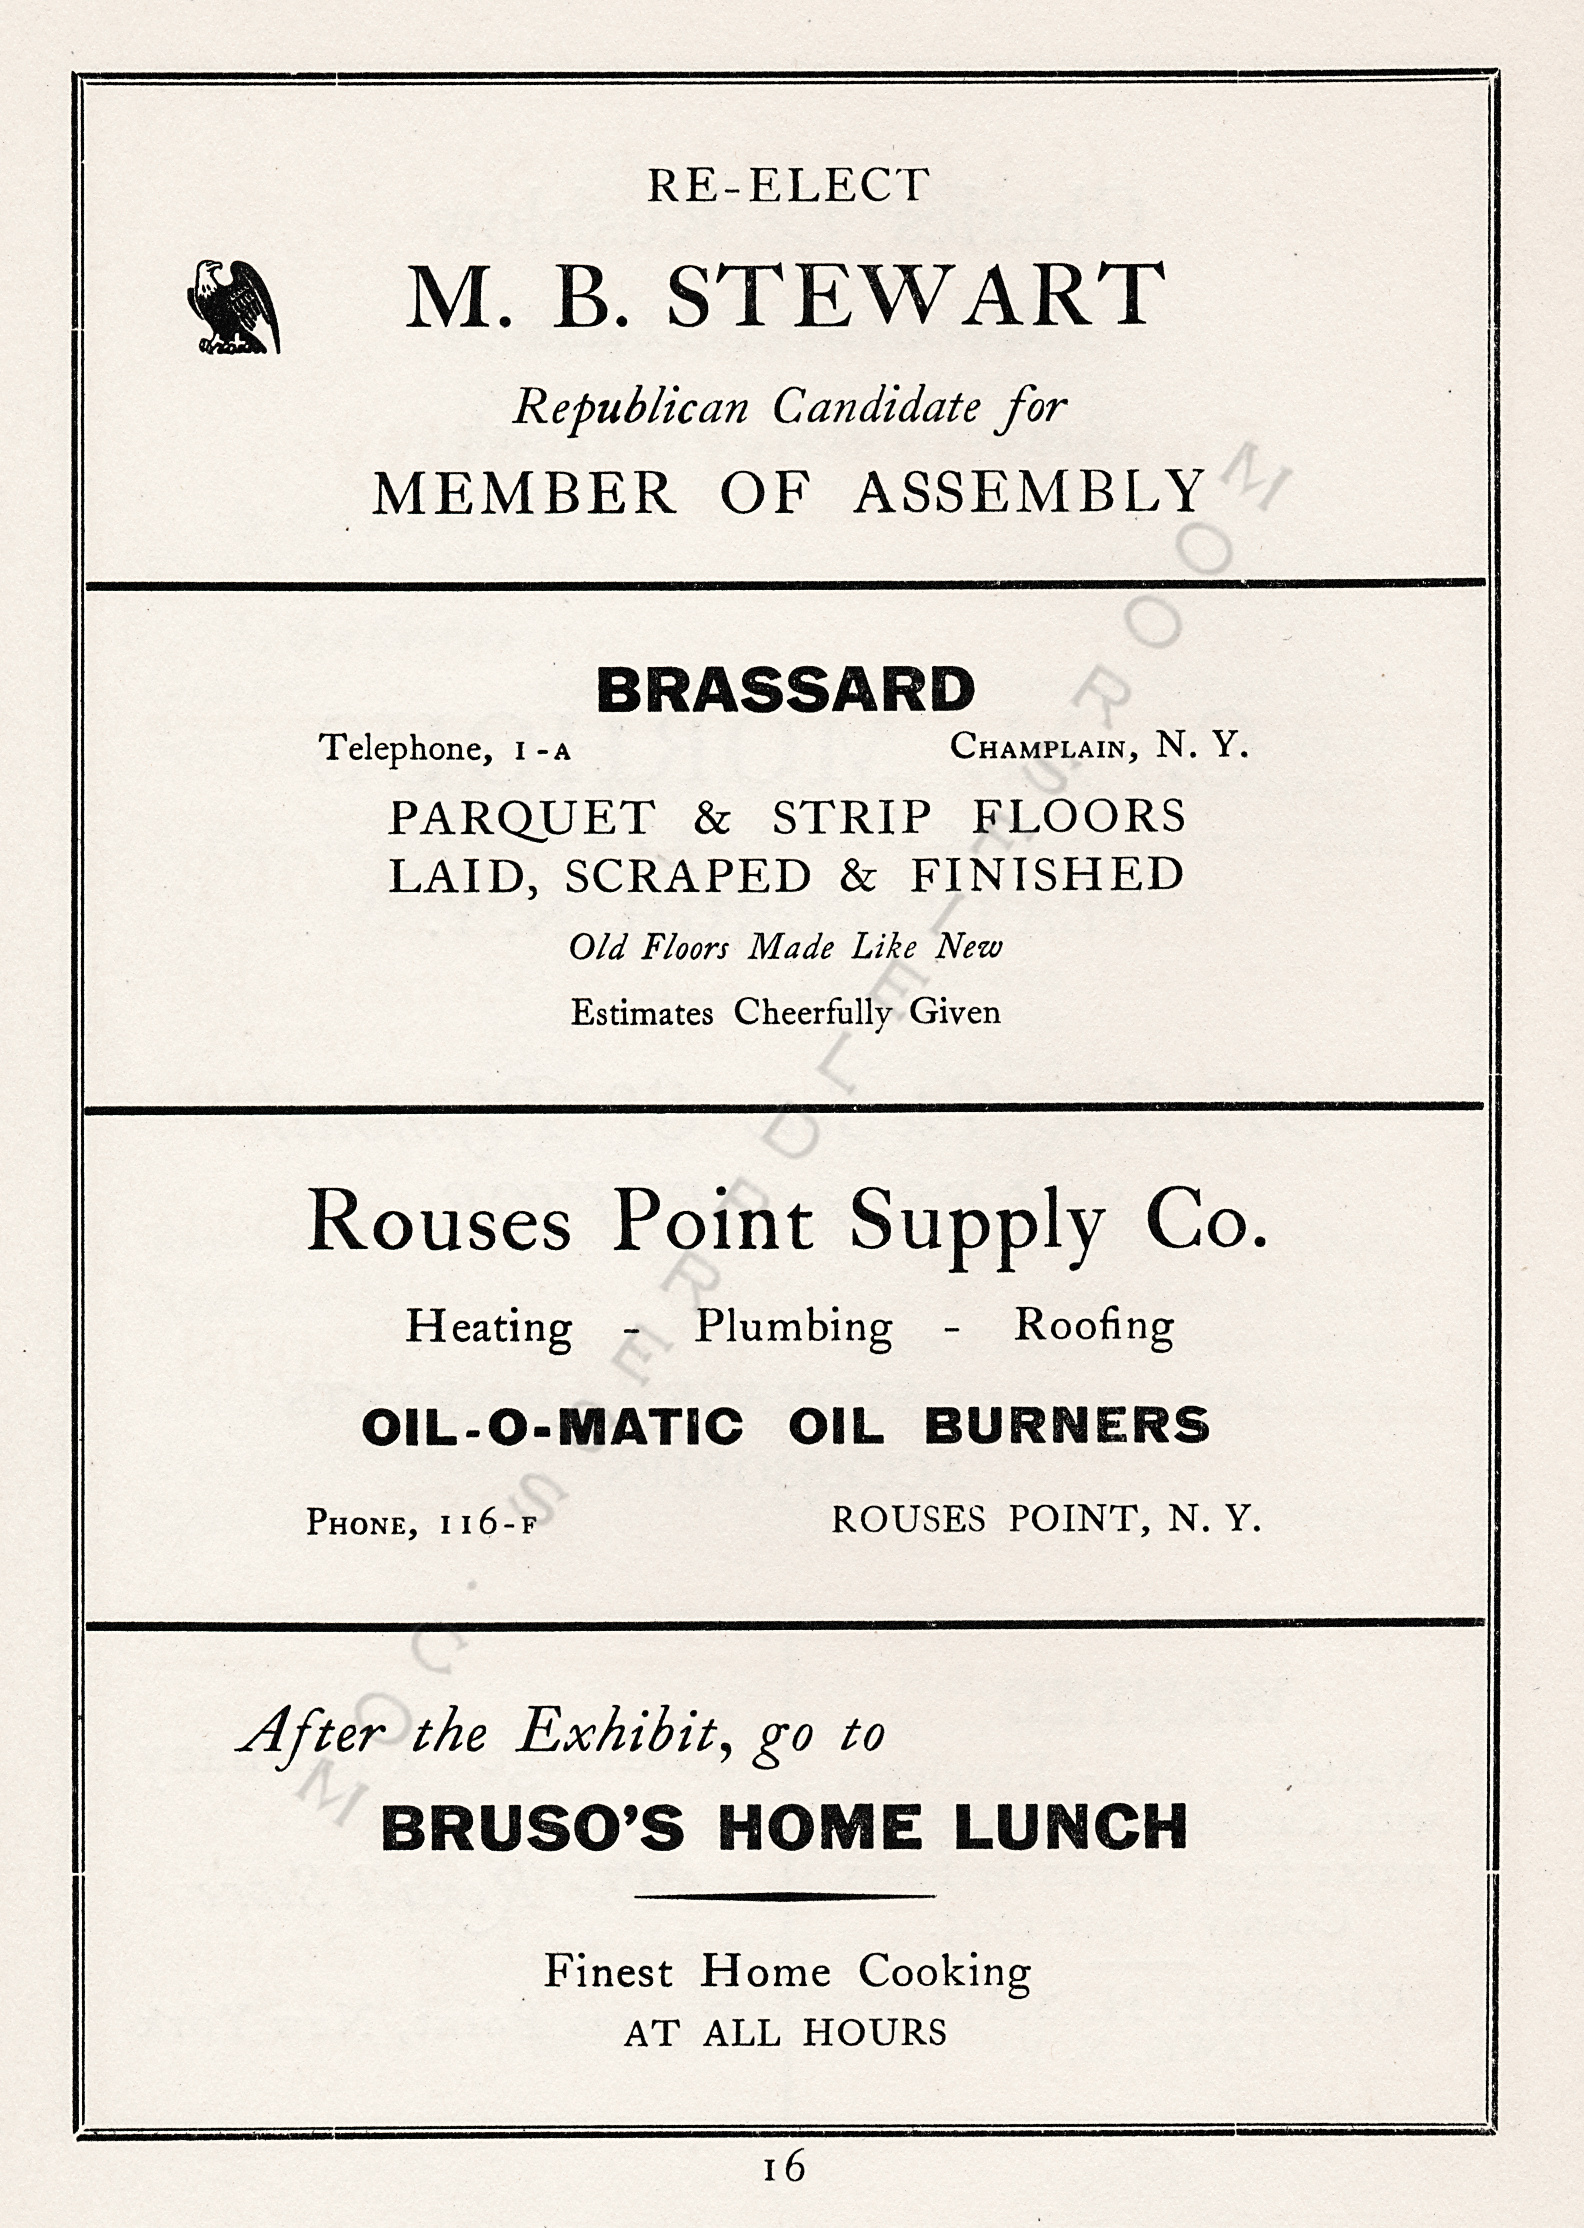 RE-ELECT
M. B. STEWART
Republican Candidate for
MEMBER OF ASSEMBLY
BRASSARD
Telephone, 1-A
CHAMPLAIN, N. Y.
PARQUET & STRIP FLOORS
LAID, SCRAPED & FINISHED
Old Floors Made Like New
Estimates Cheerfully Given
Rouses Point Supply Co.
Heating - Plumbing - Roofing
OIL-O-MATIC OIL BURNERS
PHONE, 116-F
ROUSES POINT, N. Y.
After the Exhibit, go to
BRUSO'S HOME LUNCH
Finest Home Cooking
AT ALL HOURS
16